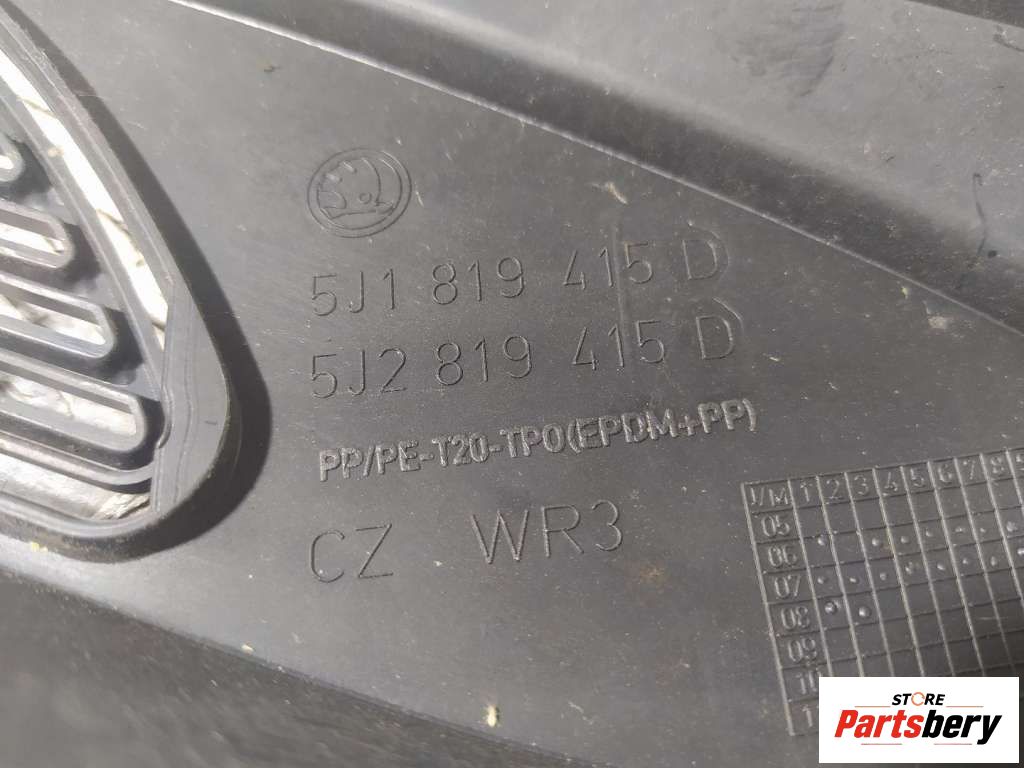 5J1 819 415 D
5J2 819 415 D
PP/PE-T20-TPO(EPDM+PP)
CZ WR3
1 2 3 4 5 6 7 8
05
06
07
08
09
STORE
Partsbery